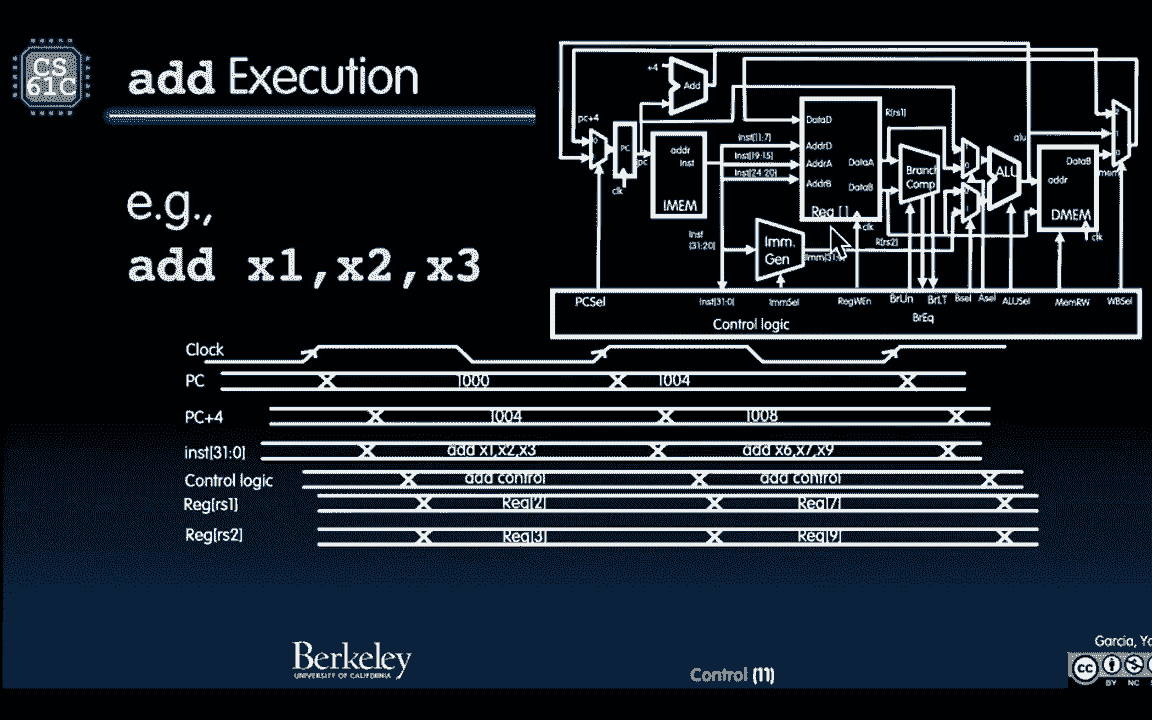 CS
61C
add Execution
e.g.,
add x1,x2,x3
+4
Add
pc+4
PC
pc
clk
addr
inst
IMEM
Inst[11:7]
Inst[19:15]
Inst[24:20]
Inst
[31:20]
DataD
AddrD
AddrA
AddrB
DataA
DataB
Reg [ ]
clk
R[rs1]
R[rs2]
Imm.
Gen
Branch
Comp
ALU
alu
addr
DataB
DMEM
clk
mem
2
1
0
PCSel
Inst[31:0]
ImmSel
RegWEn
BrUn
BrLT
BrEq
Bsel
Asel
ALUSel
MemRW
WBSel
Control logic
Clock
PC 1000 1004
PC+4 1004 1008
inst[31:0] add x1,x2,x3 add x6,x7,x9
Control logic add control add control
Reg[rs1] Reg[2] Reg[7]
Reg[rs2] Reg[3] Reg[9]
Berkeley
UNIVERSITY OF CALIFORNIA
Control (11)
Garcia,
cc
BY NC